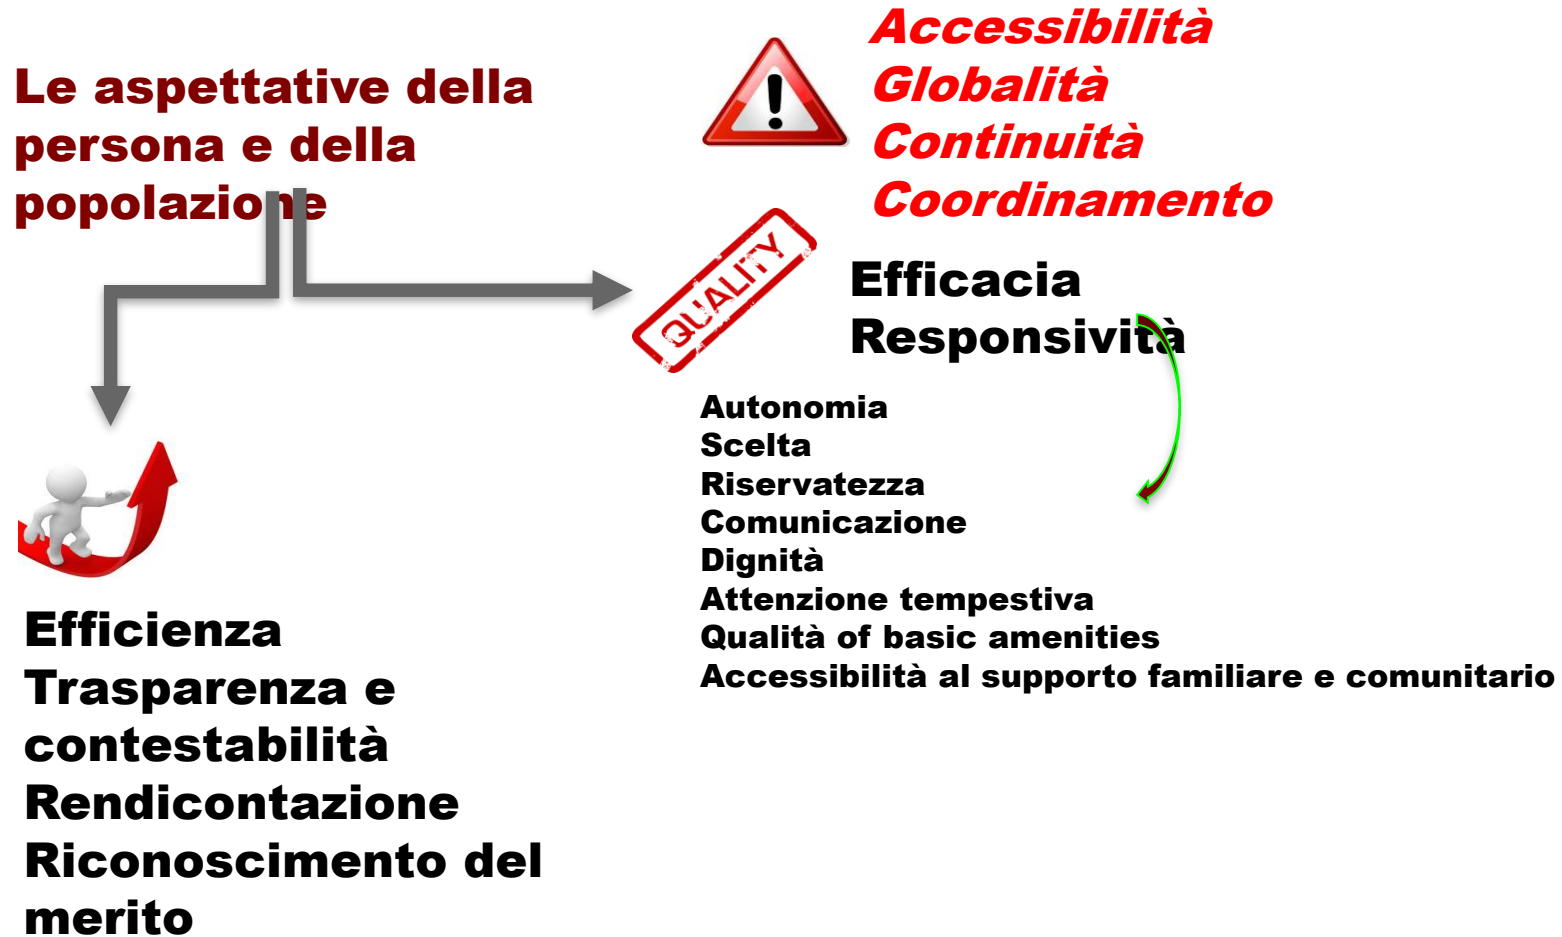 Le aspettative della
persona e della
popolazione
Accessibilità
Globalità
Continuità
Coordinamento
QUALITY
Efficacia
Responsività
Autonomia
Scelta
Riservatezza
Comunicazione
Dignità
Attenzione tempestiva
Qualità of basic amenities
Accessibilità al supporto familiare e comunitario
Efficienza
Trasparenza e
contestabilità
Rendicontazione
Riconoscimento del
merito